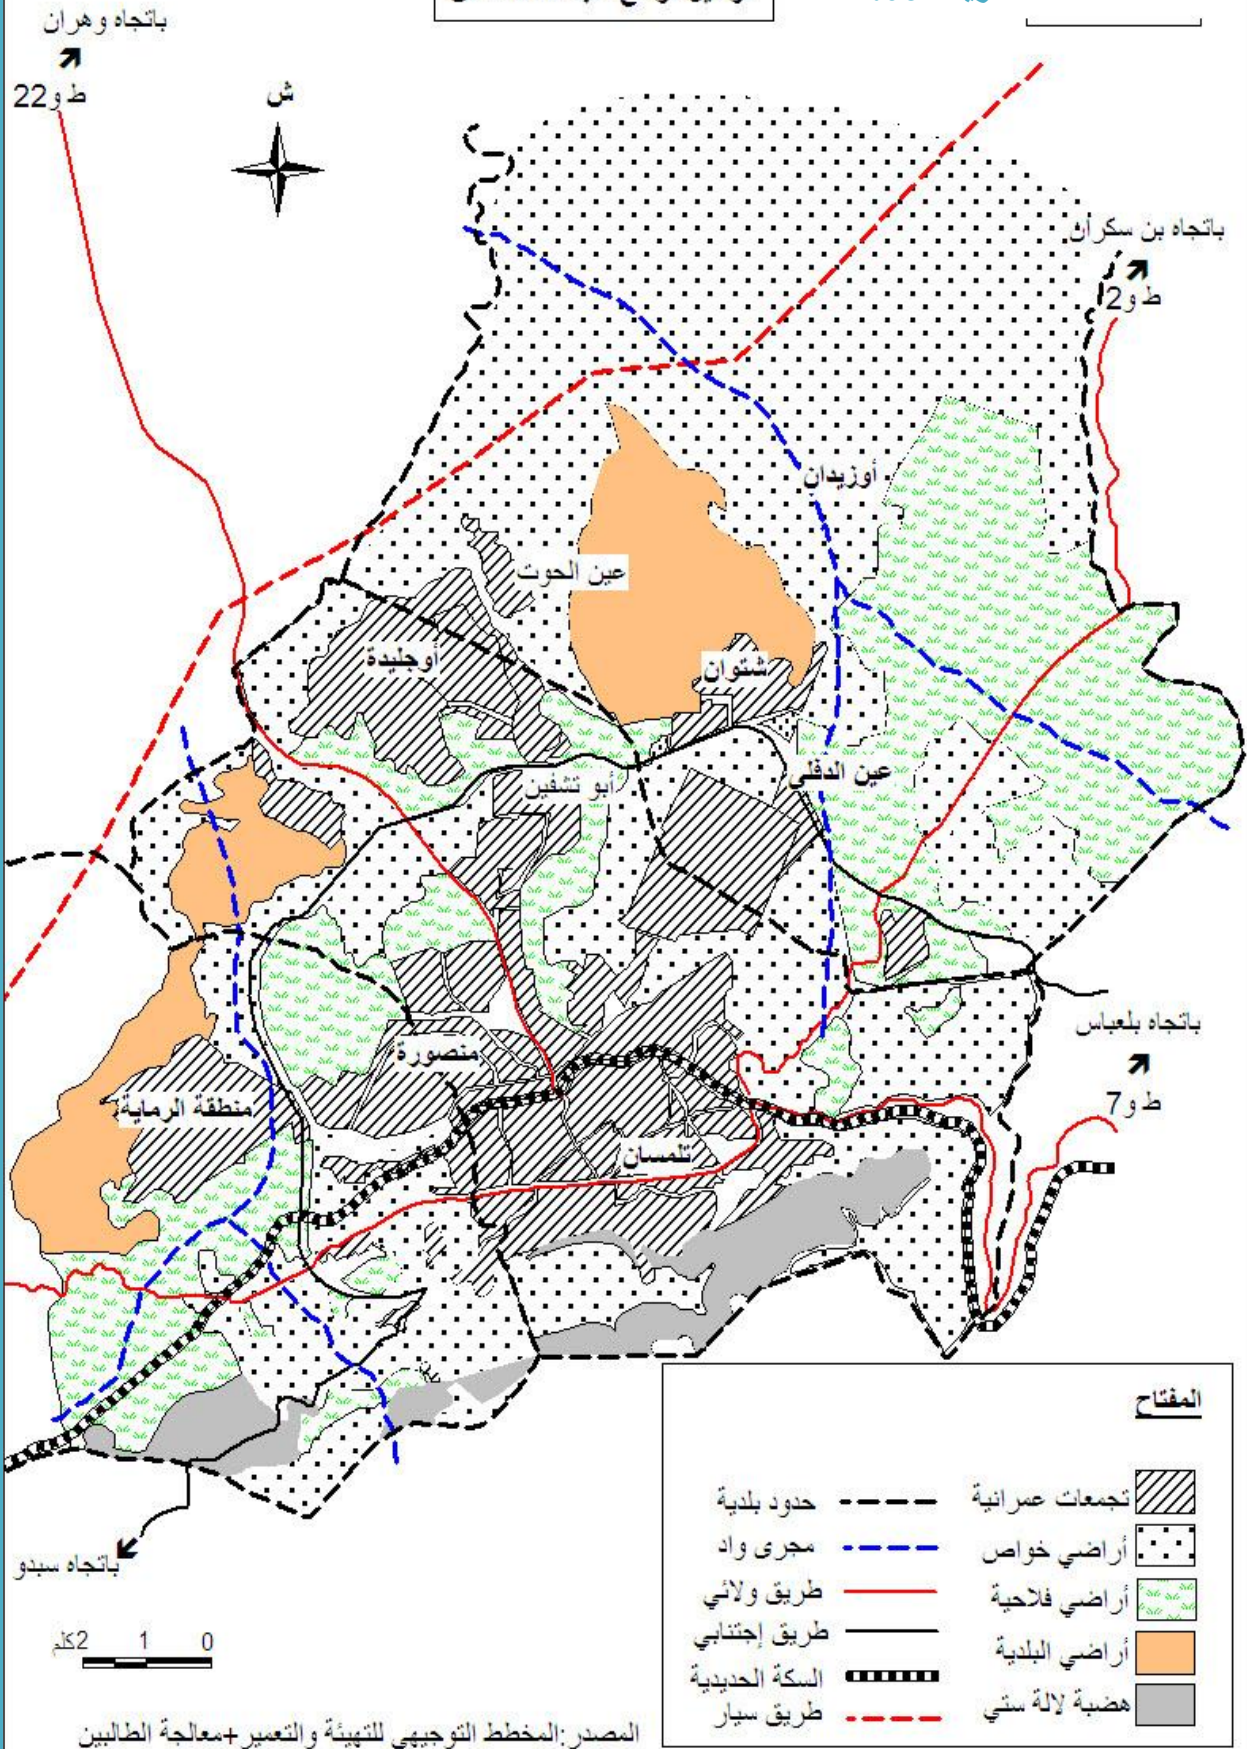 باتجاه وهران
ط و22
ش
باتجاه بن سكران
ط و2
أوزيدان
عين الحوت
أوجليدة
شتوان
أبو تشفين
عين الدفلى
منصورة
منطقة الرماية
تلمسان
باتجاه بلعباس
ط و7
باتجاه سبدو
المفتاح
تجمعات عمرانية
أراضي خواص
أراضي فلاحية
أراضي البلدية
هضبة لالة ستي
حدود بلدية
مجرى واد
طريق ولائي
طريق إجتنابي
السكة الحديدية
طريق سيار
0 1 2كلم
المصدر:المخطط التوجيهي للتهيئة والتعمير+معالجة الطالبين